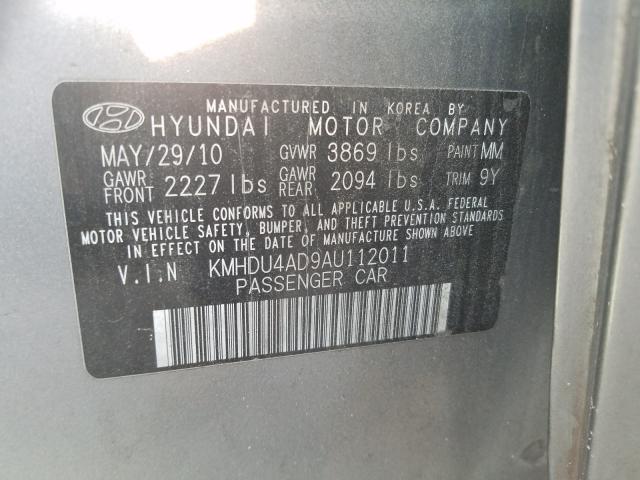 MANUFACTURED IN KOREA BY
HYUNDAI MOTOR COMPANY
MAY/29/10 GVWR 3869 lbs PAINT MM
GAWR FRONT 2227 lbs GAWR REAR 2094 lbs TRIM 9Y
THIS VEHICLE CONFORMS TO ALL APPLICABLE U.S.A. FEDERAL
MOTOR VEHICLE SAFETY, BUMPER, AND THEFT PREVENTION STANDARDS
IN EFFECT ON THE DATE OF MANUFACTURE SHOWN ABOVE
V.I.N KMHDU4AD9AU112011
PASSENGER CAR